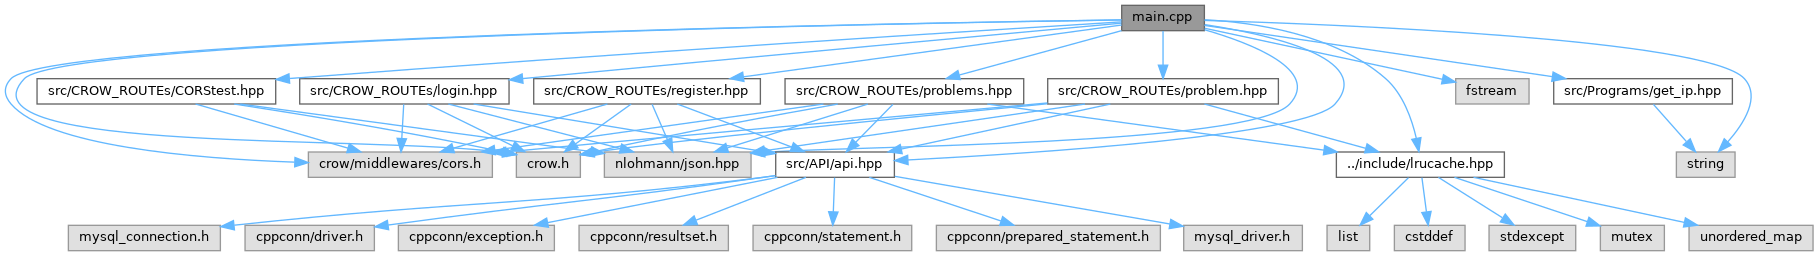 main.cpp
src/CROW_ROUTEs/CORStest.hpp
src/CROW_ROUTEs/login.hpp
src/CROW_ROUTEs/register.hpp
src/CROW_ROUTEs/problems.hpp
src/CROW_ROUTEs/problem.hpp
fstream
src/Programs/get_ip.hpp
crow/middlewares/cors.h
crow.h
nlohmann/json.hpp
src/API/api.hpp
../include/lrucache.hpp
string
mysql_connection.h
cppconn/driver.h
cppconn/exception.h
cppconn/resultset.h
cppconn/statement.h
cppconn/prepared_statement.h
mysql_driver.h
list
cstddef
stdexcept
mutex
unordered_map